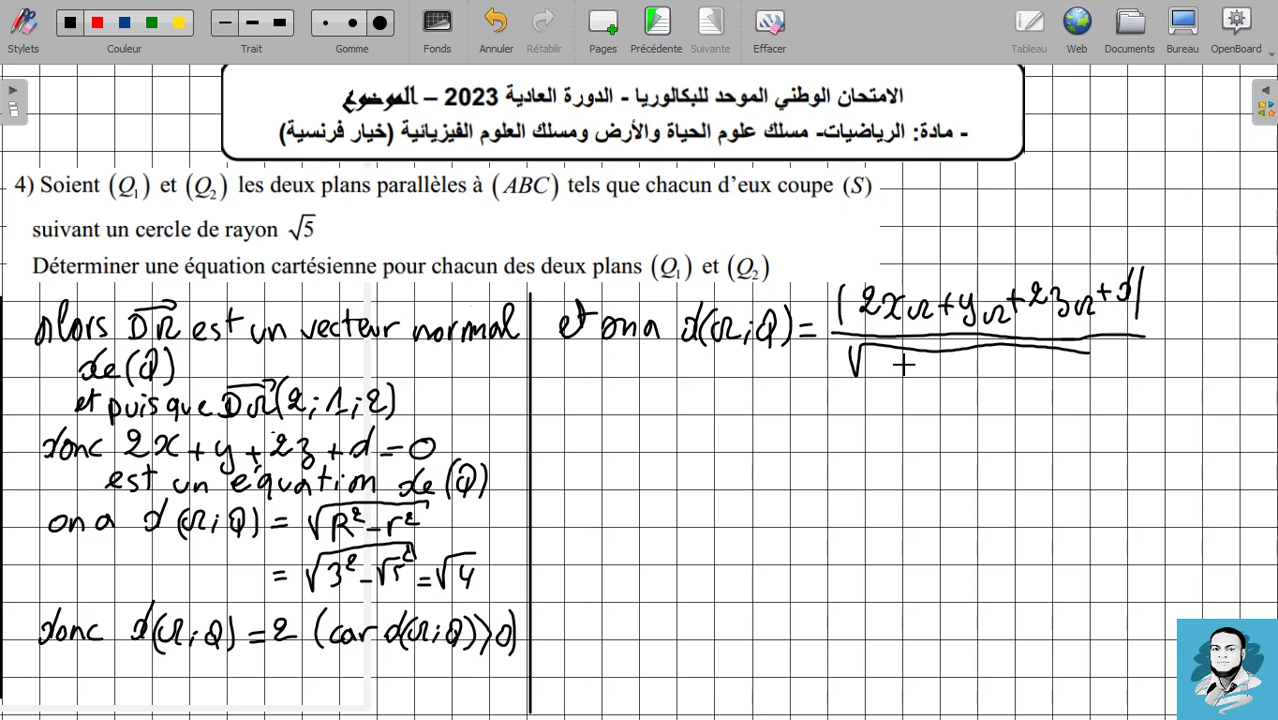 Stylets Couleur Trait Gomme Fonds Annuler Rétablir Pages Précédente Suivante Effacer Tableau Web Documents Bureau OpenBoard
الامتحان الوطني الموحد للبكالوريا - الدورة العادية 2023 – الموضوع
- مادة: الرياضيات- مسلك علوم الحياة والأرض ومسلك العلوم الفيزيائية (خيار فرنسية)
4) Soient (Q₁) et (Q₂) les deux plans parallèles à (ABC) tels que chacun d'eux coupe (S)
suivant un cercle de rayon √5
Déterminer une équation cartésienne pour chacun des deux plans (Q₁) et (Q₂)
alors DΩ⃗ est un vecteur normal
de (Q)
et puisque DΩ⃗(2;1;2)
donc 2x+y+2z+d=0
est un équation de (Q)
on a d(Ω;Q) = √(R²-r²)
= √(3²-√5²) = √4
donc d(Ω;Q) = 2 (car d(Ω;Q)>0)
et on a d(Ω;Q) = |2xΩ+yΩ+2zΩ+d|
√ +